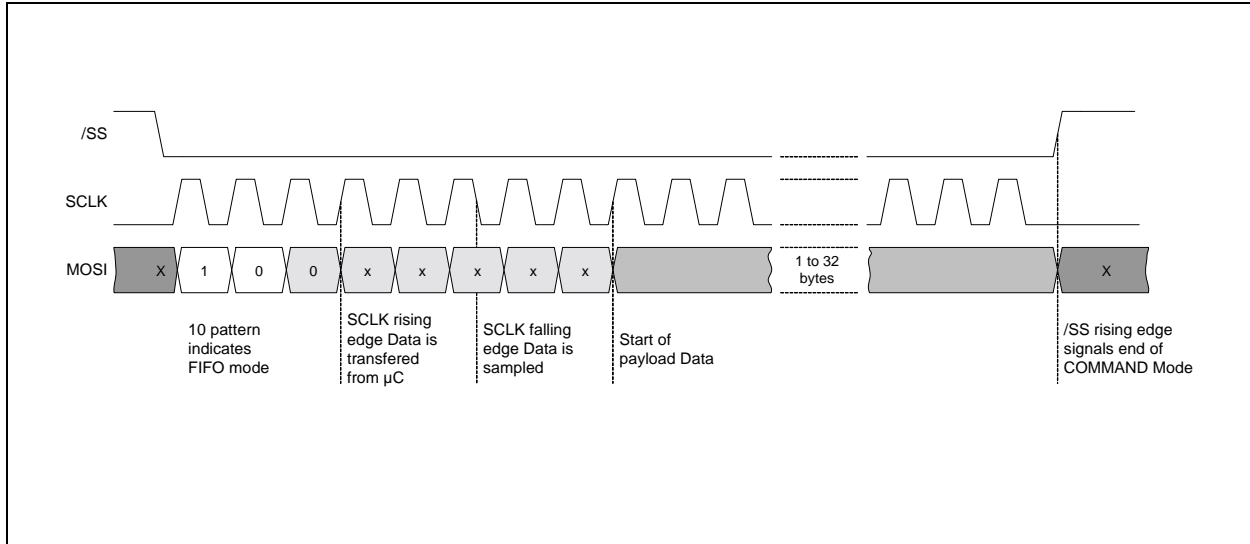 /SS
SCLK
MOSI
X 1 0 0 x x x x x
1 to 32
bytes
X
10 pattern
indicates
FIFO mode
SCLK rising
edge Data is
transfered
from µC
SCLK falling
edge Data is
sampled
Start of
payload Data
/SS rising edge
signals end of
COMMAND Mode